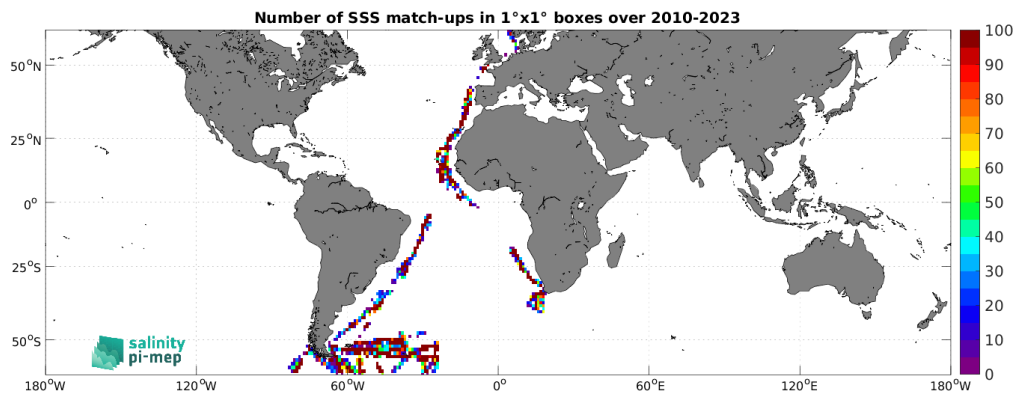 Number of SSS match-ups in 1°x1° boxes over 2010-2023
100
90
80
70
60
50
40
30
20
10
0
50°N
25°N
0°
25°S
50°S
salinity
pi-mep
180°W 120°W 60°W 0° 60°E 120°E 180°W